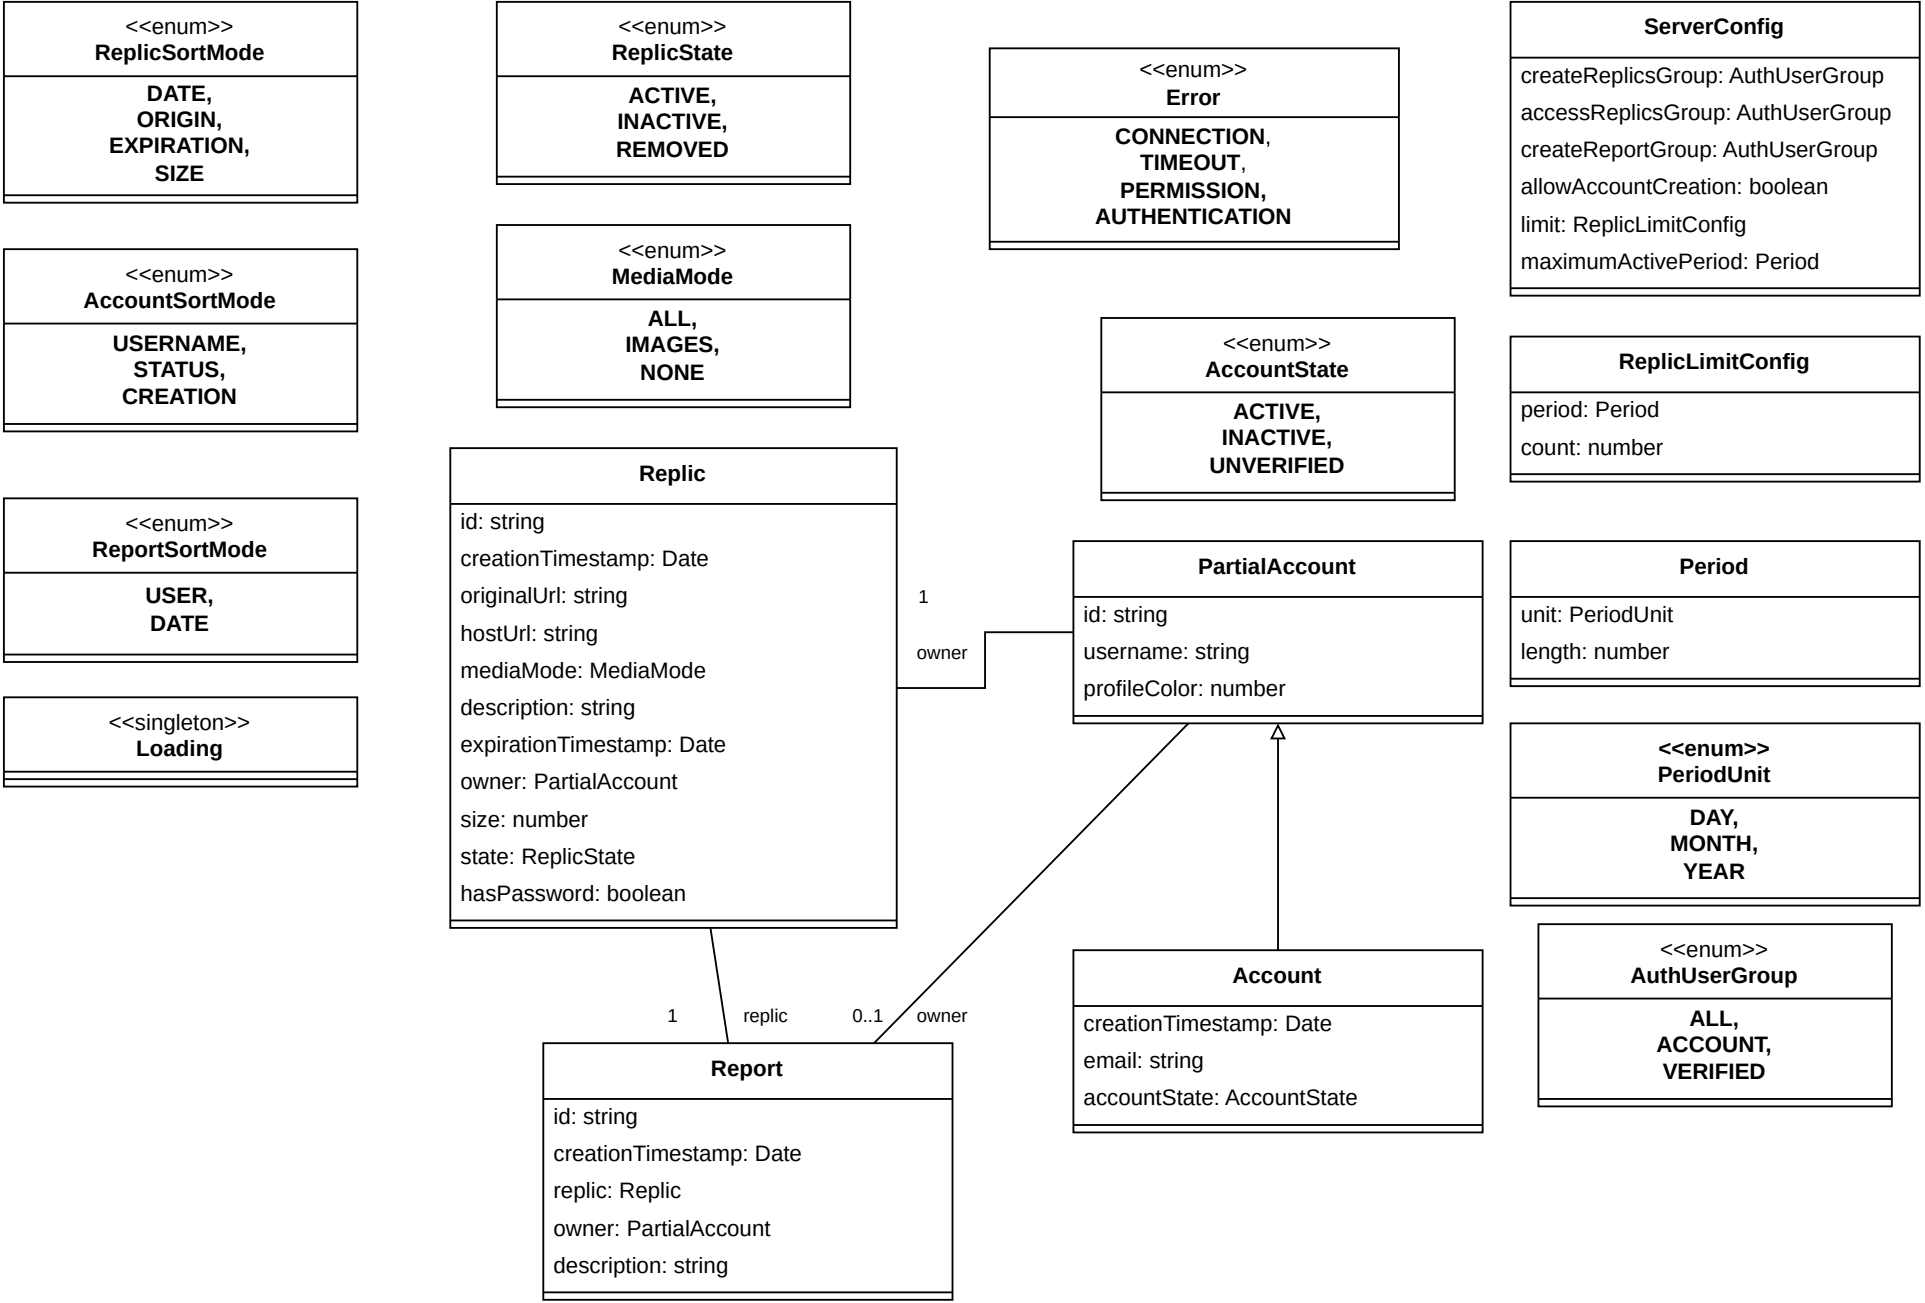 <<enum>>
ReplicSortMode
DATE,
ORIGIN,
EXPIRATION,
SIZE
<<enum>>
AccountSortMode
USERNAME,
STATUS,
CREATION
<<enum>>
ReportSortMode
USER,
DATE
<<singleton>>
Loading
<<enum>>
ReplicState
ACTIVE,
INACTIVE,
REMOVED
<<enum>>
MediaMode
ALL,
IMAGES,
NONE
Replic
id: string
creationTimestamp: Date
originalUrl: string
hostUrl: string
mediaMode: MediaMode
description: string
expirationTimestamp: Date
owner: PartialAccount
size: number
state: ReplicState
hasPassword: boolean
1
owner
1
replic
0..1
owner
Report
id: string
creationTimestamp: Date
replic: Replic
owner: PartialAccount
description: string
<<enum>>
Error
CONNECTION,
TIMEOUT,
PERMISSION,
AUTHENTICATION
<<enum>>
AccountState
ACTIVE,
INACTIVE,
UNVERIFIED
PartialAccount
id: string
username: string
profileColor: number
Account
creationTimestamp: Date
email: string
accountState: AccountState
ServerConfig
createReplicsGroup: AuthUserGroup
accessReplicsGroup: AuthUserGroup
createReportGroup: AuthUserGroup
allowAccountCreation: boolean
limit: ReplicLimitConfig
maximumActivePeriod: Period
ReplicLimitConfig
period: Period
count: number
Period
unit: PeriodUnit
length: number
<<enum>>
PeriodUnit
DAY,
MONTH,
YEAR
<<enum>>
AuthUserGroup
ALL,
ACCOUNT,
VERIFIED